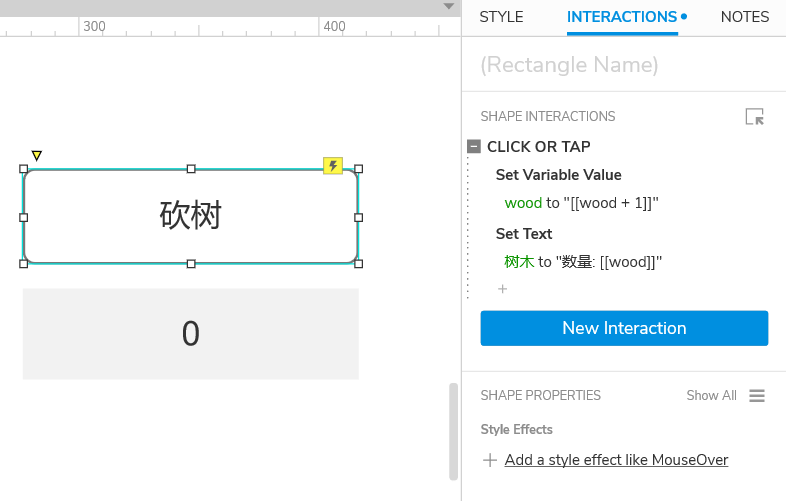 300
400
砍树
0
STYLE
INTERACTIONS
NOTES
(Rectangle Name)
SHAPE INTERACTIONS
CLICK OR TAP
Set Variable Value
wood to "[[wood + 1]]"
Set Text
树木 to "数量: [[wood]]"
New Interaction
SHAPE PROPERTIES
Show All
Style Effects
Add a style effect like MouseOver